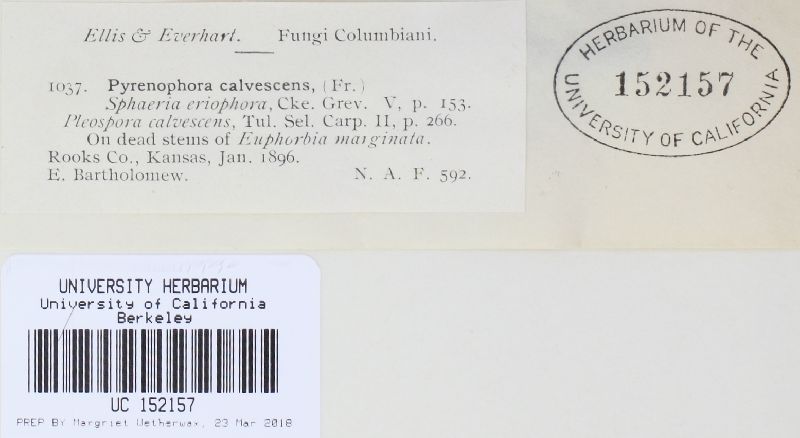 Ellis & Everhart. Fungi Columbiani.
1037. Pyrenophora calvescens, (Fr.)
Sphaeria eriophora, Cke. Grev. V, p. 153.
Pleospora calvescens, Tul. Sel. Carp. II, p. 266.
On dead stems of Euphorbia marginata.
Rooks Co., Kansas, Jan. 1896.
E. Bartholomew. N. A. F. 592.
HERBARIUM OF THE
152157
UNIVERSITY OF CALIFORNIA
UNIVERSITY HERBARIUM
University of California
Berkeley
UC 152157
PREP BY Margriet Wetherwax, 23 Mar 2018